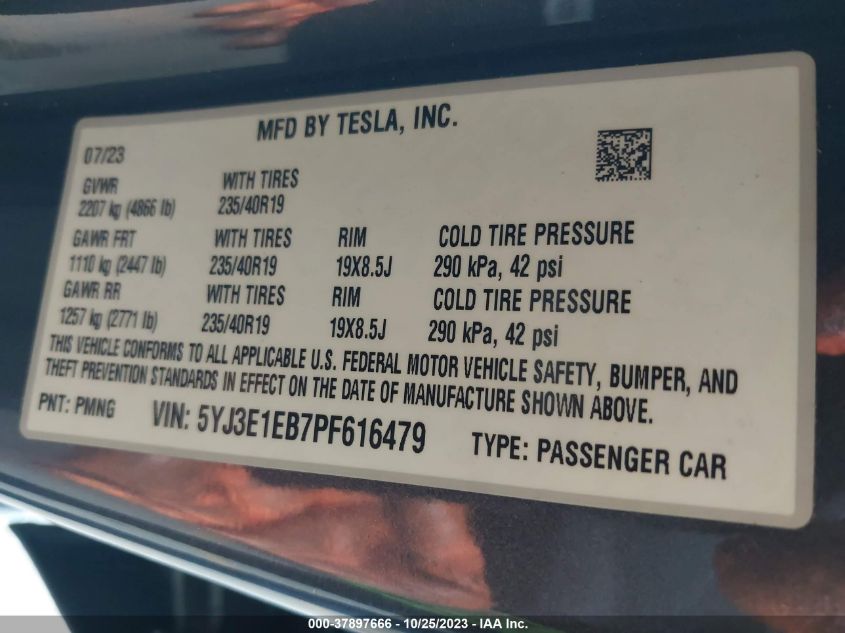 MFD BY TESLA, INC.
07/23
GVWR WITH TIRES
2207 kg (4866 lb) 235/40R19
GAWR FRT WITH TIRES RIM COLD TIRE PRESSURE
1110 kg (2447 lb) 235/40R19 19X8.5J 290 kPa, 42 psi
GAWR RR WITH TIRES RIM COLD TIRE PRESSURE
1257 kg (2771 lb) 235/40R19 19X8.5J 290 kPa, 42 psi
THIS VEHICLE CONFORMS TO ALL APPLICABLE U.S. FEDERAL MOTOR VEHICLE SAFETY, BUMPER, AND
THEFT PREVENTION STANDARDS IN EFFECT ON THE DATE OF MANUFACTURE SHOWN ABOVE.
PNT: PMNG VIN: 5YJ3E1EB7PF616479 TYPE: PASSENGER CAR
000-37897666 - 10/25/2023 - IAA Inc.